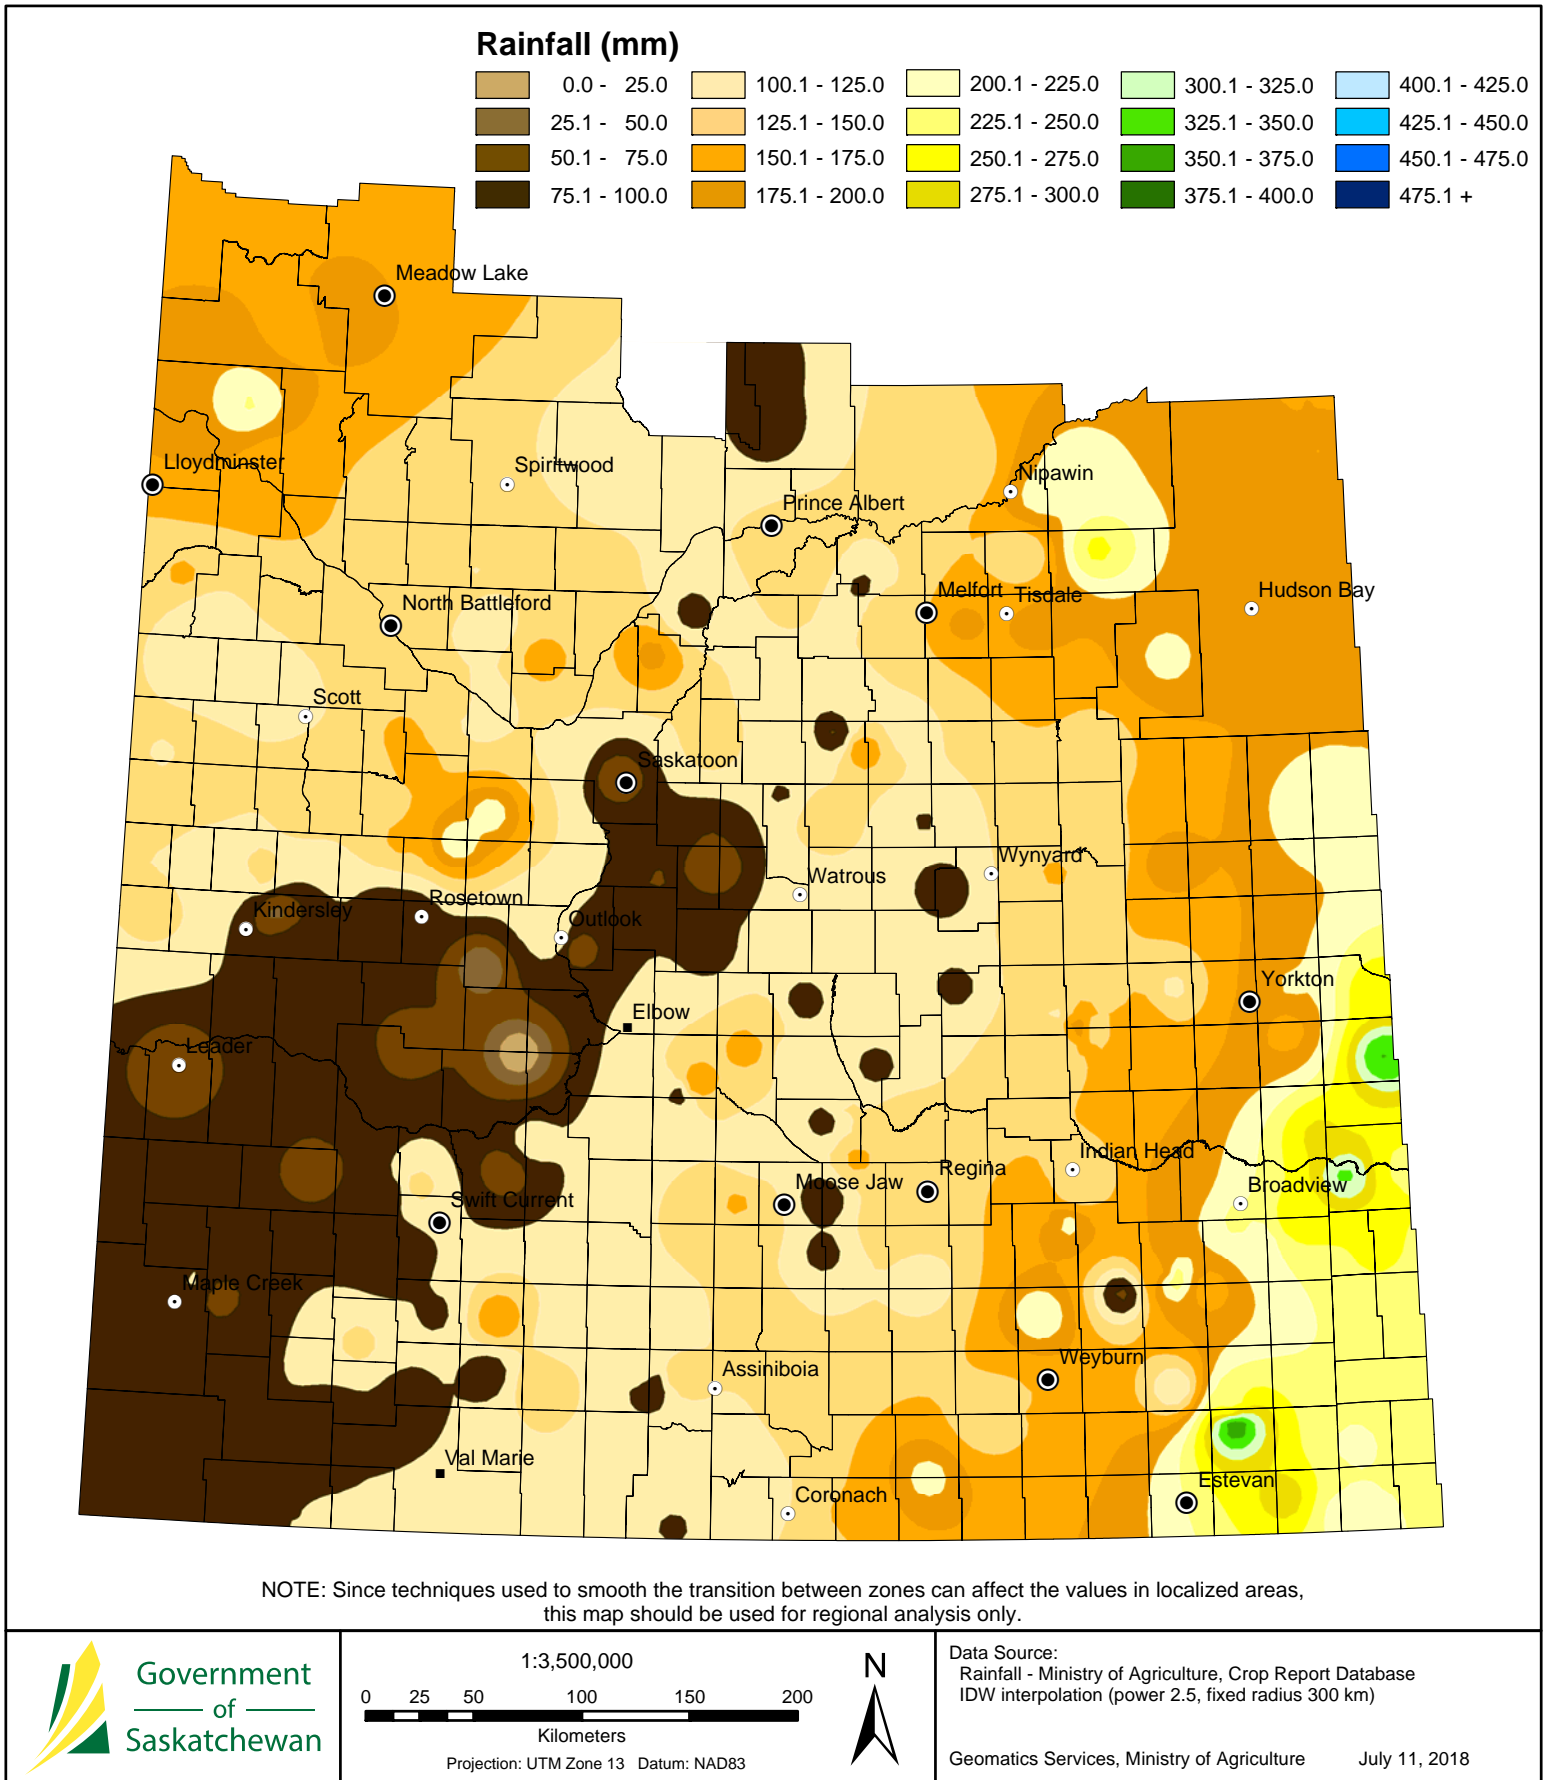 Rainfall (mm)
0.0 - 25.0
25.1 - 50.0
50.1 - 75.0
75.1 - 100.0
100.1 - 125.0
125.1 - 150.0
150.1 - 175.0
175.1 - 200.0
200.1 - 225.0
225.1 - 250.0
250.1 - 275.0
275.1 - 300.0
300.1 - 325.0
325.1 - 350.0
350.1 - 375.0
375.1 - 400.0
400.1 - 425.0
425.1 - 450.0
450.1 - 475.0
475.1 +
Meadow Lake
Lloydminster
Spiritwood
Nipawin
Prince Albert
Hudson Bay
North Battleford
Melfort
Tisdale
Scott
Saskatoon
Wynyard
Watrous
Rosetown
Kindersley
Outlook
Yorkton
Elbow
Leader
Indian Head
Regina
Moose Jaw
Broadview
Swift Current
Maple Creek
Weyburn
Assiniboia
Val Marie
Estevan
Coronach
NOTE: Since techniques used to smooth the transition between zones can affect the values in localized areas,
this map should be used for regional analysis only.
Government
of
Saskatchewan
1:3,500,000
0 25 50 100 150 200
Kilometers
Projection: UTM Zone 13 Datum: NAD83
N
Data Source:
Rainfall - Ministry of Agriculture, Crop Report Database
IDW interpolation (power 2.5, fixed radius 300 km)
Geomatics Services, Ministry of Agriculture July 11, 2018